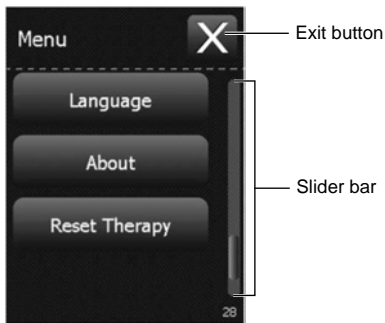 Menu
X
Exit button
Language
About
Slider bar
Reset Therapy
28